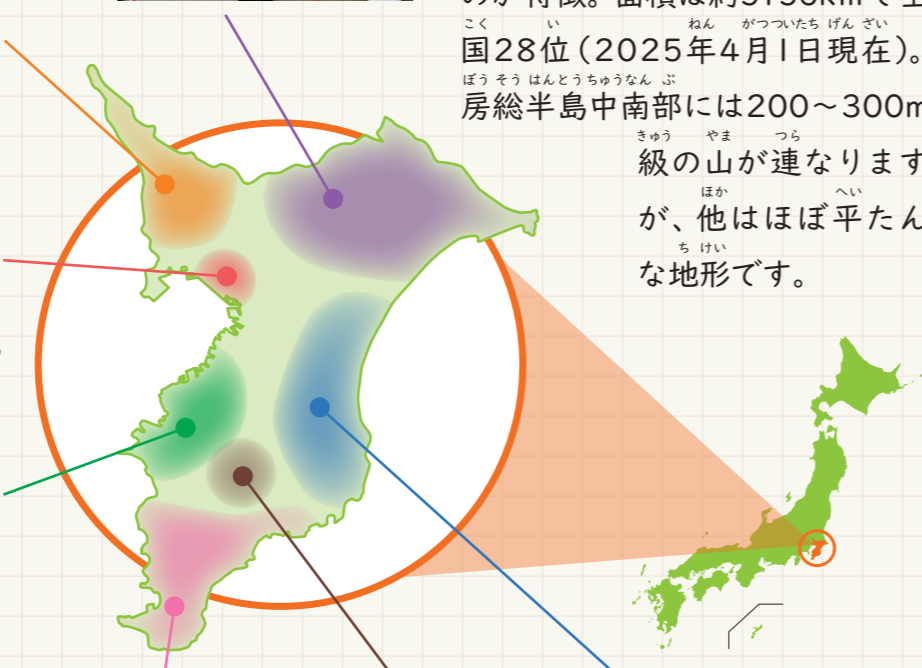 国28位（2025年4月1日現在）。
房総半島中南部には200〜300m
級の山が連なります
が、他はほぼ平たん
な地形です。